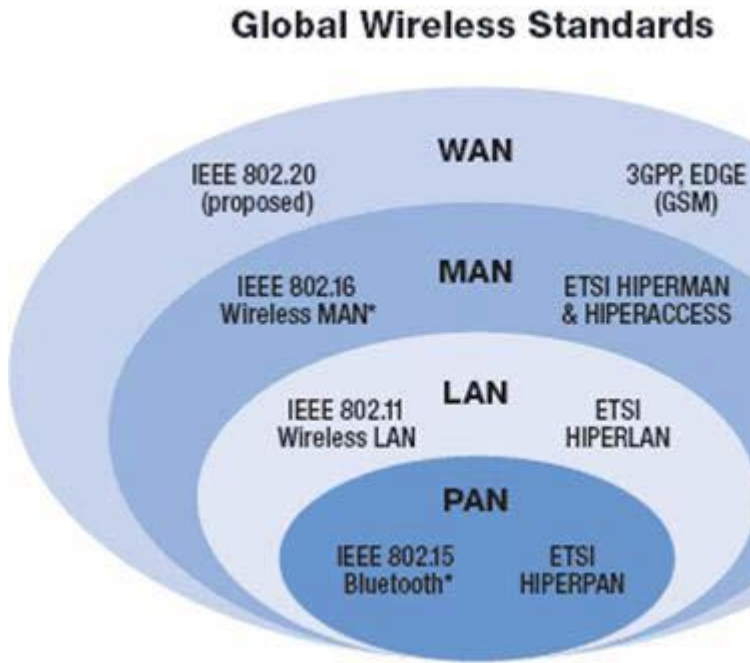 Global Wireless Standards
WAN
IEEE 802.20
(proposed)
3GPP, EDGE
(GSM)
MAN
IEEE 802.16
Wireless MAN*
ETSI HIPERMAN
& HIPERACCESS
LAN
IEEE 802.11
Wireless LAN
ETSI
HIPERLAN
PAN
IEEE 802.15
Bluetooth*
ETSI
HIPERPAN